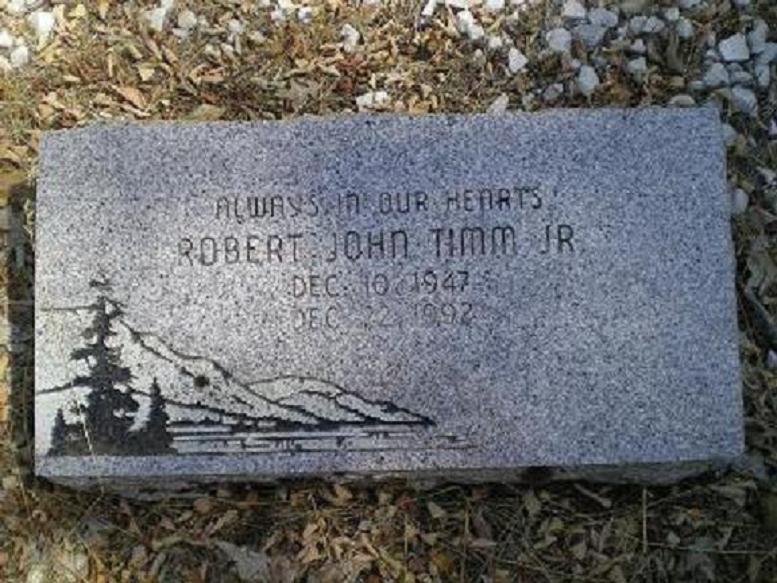 ALWAYS IN OUR HEARTS
ROBERT JOHN TIMM JR
DEC 10 1947
DEC 22 1992